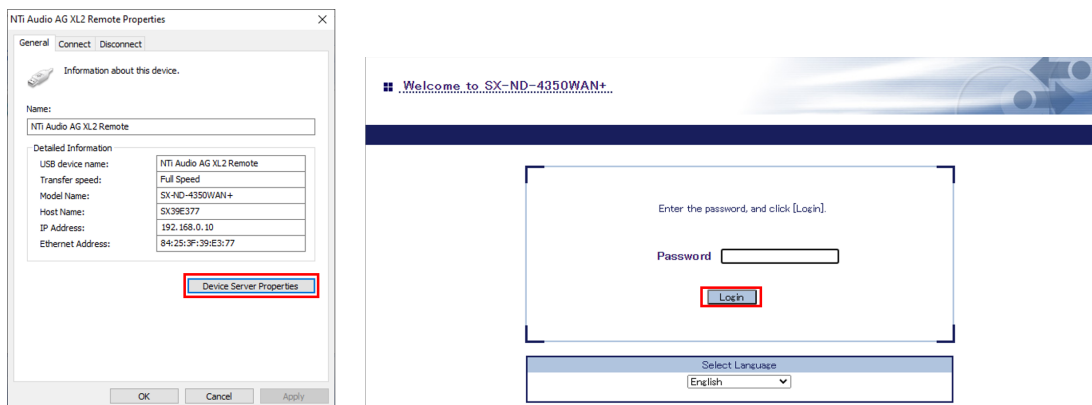 NTi Audio AG XL2 Remote Properties
General Connect Disconnect
Information about this device.
Name:
NTi Audio AG XL2 Remote
Detailed Information
USB device name: NTi Audio AG XL2 Remote
Transfer speed: Full Speed
Model Name: SX-ND-4350WAN+
Host Name: SX39E377
IP Address: 192.168.0.10
Ethernet Address: 84:25:3F:39:E3:77
Device Server Properties
OK Cancel Apply
Welcome to SX-ND-4350WAN+
Enter the password, and click [Login].
Password
Login
Select Language
English